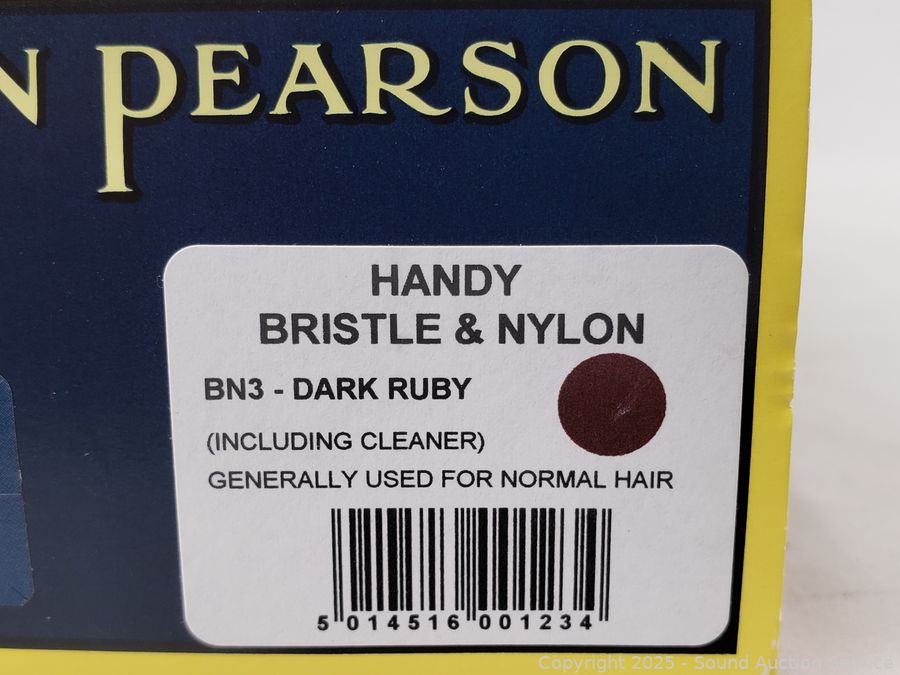 N PEARSON
HANDY
BRISTLE & NYLON
BN3 - DARK RUBY
(INCLUDING CLEANER)
GENERALLY USED FOR NORMAL HAIR
5 014516 001234
Copyright 2025 - Sound Auction Service